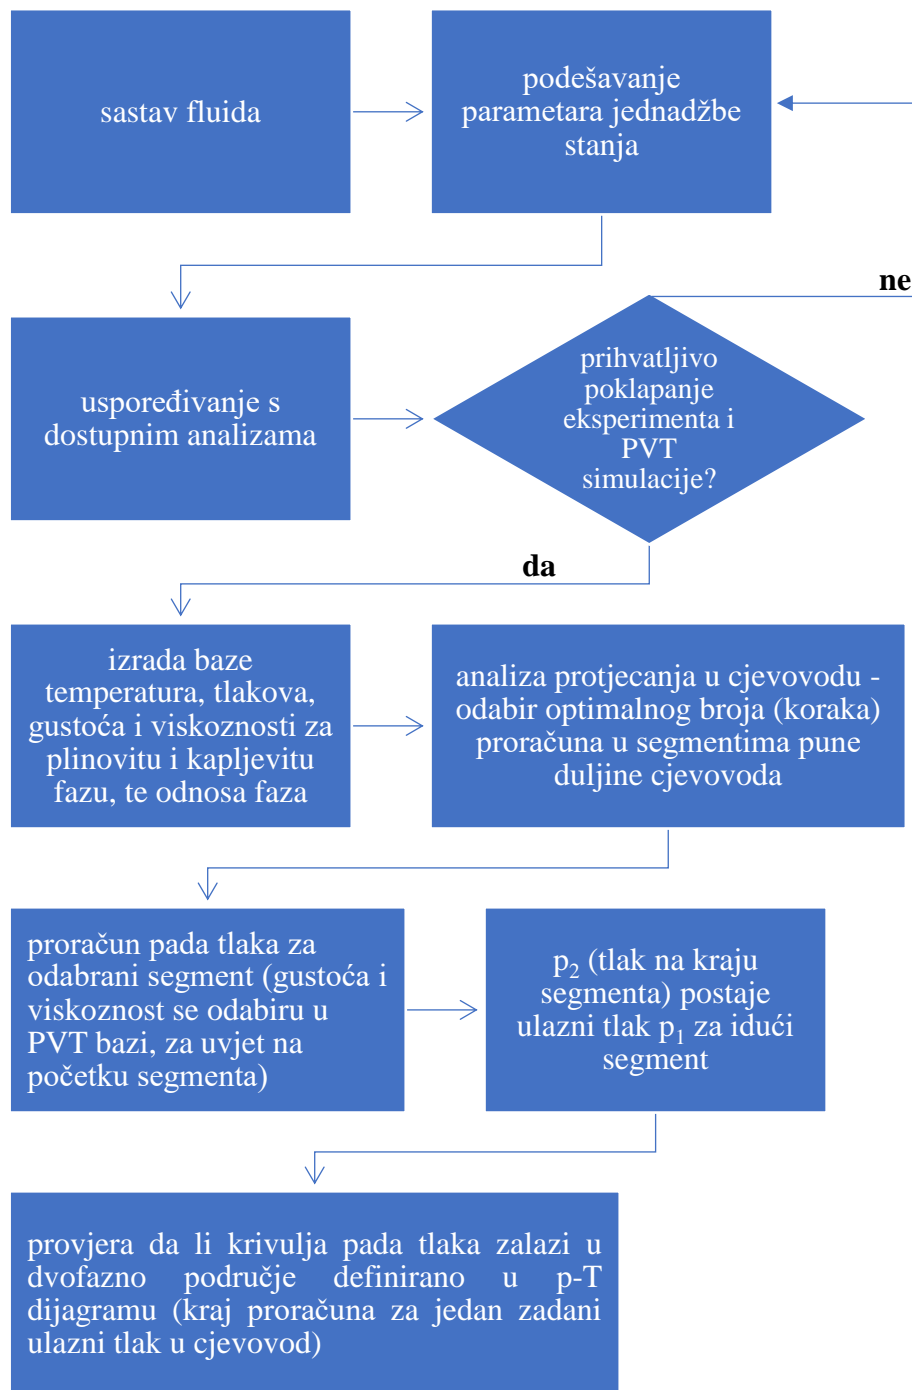 sastav fluida
podešavanje
parametara jednadžbe
stanja
ne
uspoređivanje s
dostupnim analizama
prihvatljivo
poklapanje
eksperimenta i
PVT
simulacije?
da
izrada baze
temperatura, tlakova,
gustoća i viskoznosti za
plinovitu i kapljevitu
fazu, te odnosa faza
analiza protjecanja u cjevovodu -
odabir optimalnog broja (koraka)
proračuna u segmentima pune
duljine cjevovoda
proračun pada tlaka za
odabrani segment (gustoća i
viskoznost se odabiru u
PVT bazi, za uvjet na
početku segmenta)
p₂ (tlak na kraju
segmenta) postaje
ulazni tlak p₁ za idući
segment
provjera da li krivulja pada tlaka zalazi u
dvofazno područje definirano u p-T
dijagramu (kraj proračuna za jedan zadani
ulazni tlak u cjevovod)